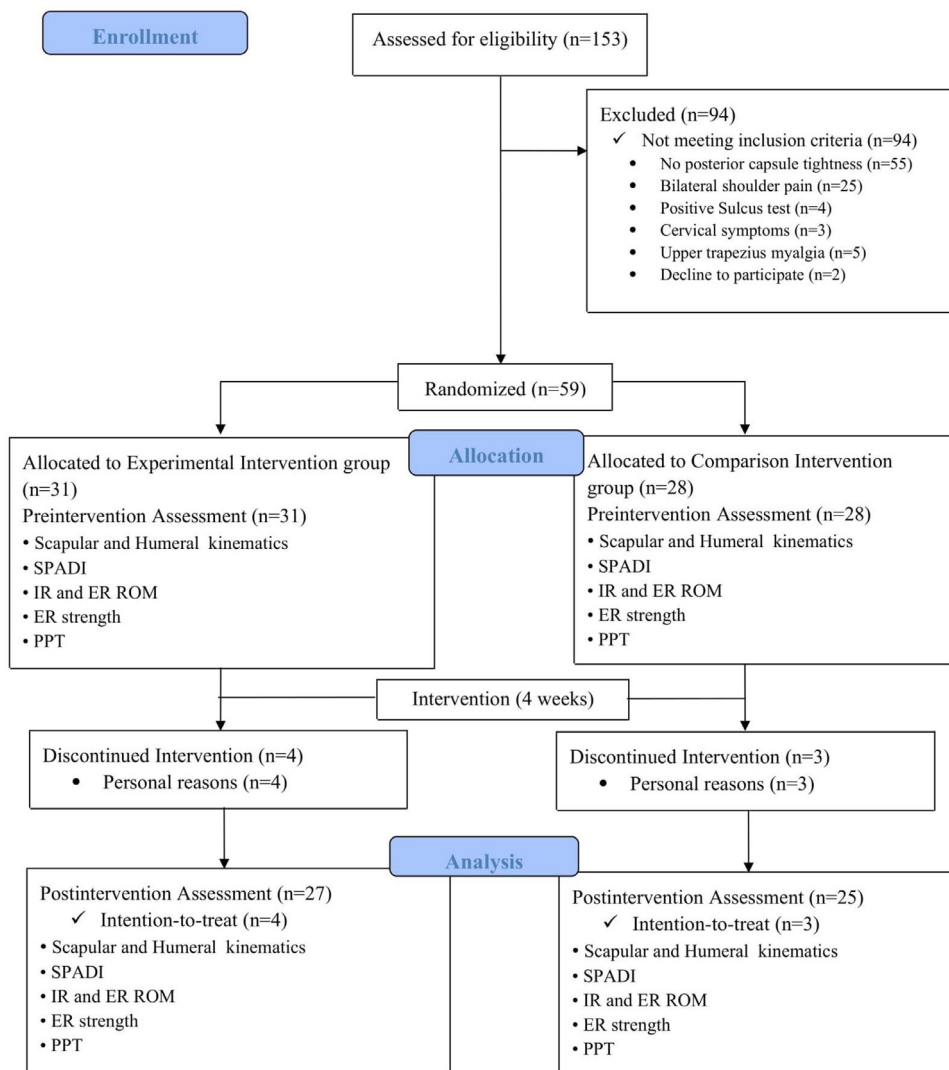 Enrollment
Assessed for eligibility (n=153)
Excluded (n=94)
✓ Not meeting inclusion criteria (n=94)
• No posterior capsule tightness (n=55)
• Bilateral shoulder pain (n=25)
• Positive Sulcus test (n=4)
• Cervical symptoms (n=3)
• Upper trapezius myalgia (n=5)
• Decline to participate (n=2)
Randomized (n=59)
Allocation
Allocated to Experimental Intervention group
(n=31)
Preintervention Assessment (n=31)
• Scapular and Humeral kinematics
• SPADI
• IR and ER ROM
• ER strength
• PPT
Allocated to Comparison Intervention
group (n=28)
Preintervention Assessment (n=28)
• Scapular and Humeral kinematics
• SPADI
• IR and ER ROM
• ER strength
• PPT
Intervention (4 weeks)
Discontinued Intervention (n=4)
• Personal reasons (n=4)
Discontinued Intervention (n=3)
• Personal reasons (n=3)
Analysis
Postintervention Assessment (n=27)
✓ Intention-to-treat (n=4)
• Scapular and Humeral kinematics
• SPADI
• IR and ER ROM
• ER strength
• PPT
Postintervention Assessment (n=25)
✓ Intention-to-treat (n=3)
• Scapular and Humeral kinematics
• SPADI
• IR and ER ROM
• ER strength
• PPT